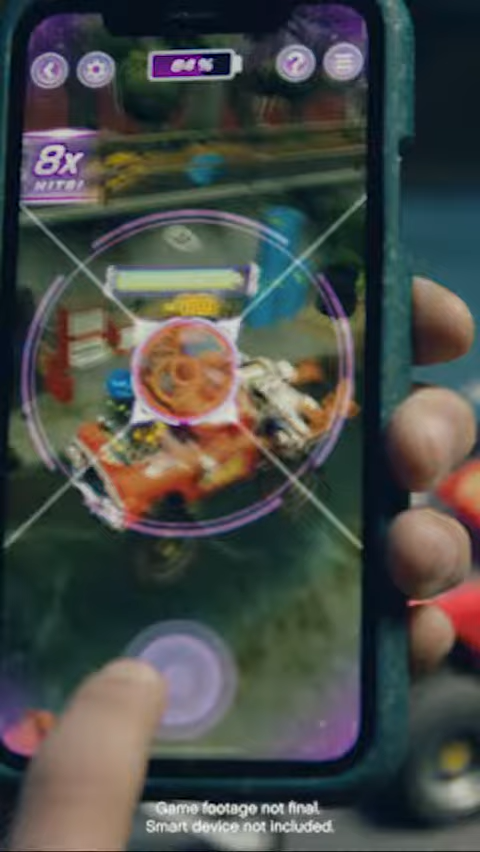 84%
8x
HITS!
Game footage not final.
Smart device not included.